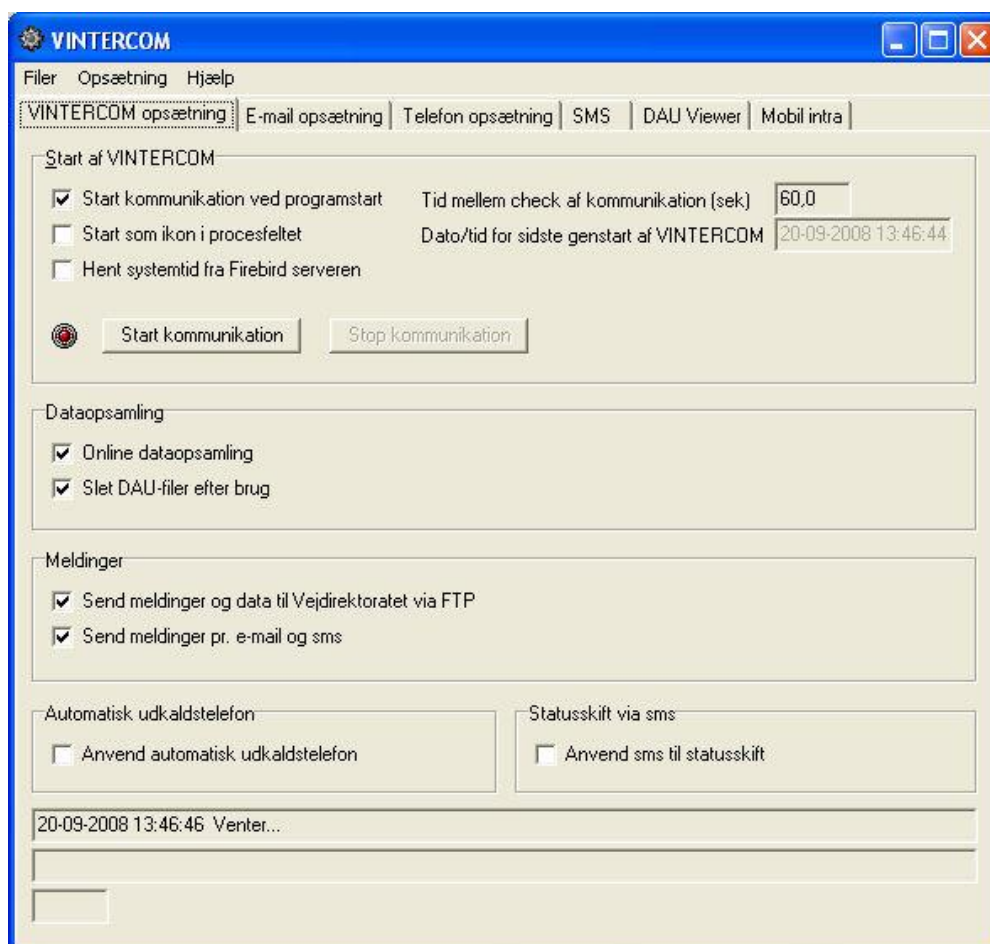 VINTERCOM
Filer Opsætning Hjælp
VINTERCOM opsætning E-mail opsætning Telefon opsætning SMS DAU Viewer Mobil intra
Start af VINTERCOM
Start kommunikation ved programstart Tid mellem check af kommunikation (sek) 60,0
Start som ikon i procesfeltet Dato/tid for sidste genstart af VINTERCOM 20-09-2008 13:46:44
Hent systemtid fra Firebird serveren
Start kommunikation Stop kommunikation
Dataopsamling
Online dataopsamling
Slet DAU-filer efter brug
Meldinger
Send meldinger og data til Vejdirektoratet via FTP
Send meldinger pr. e-mail og sms
Automatisk udkaldstelefon Statusskift via sms
Anvend automatisk udkaldstelefon Anvend sms til statusskift
20-09-2008 13:46:46 Venter...